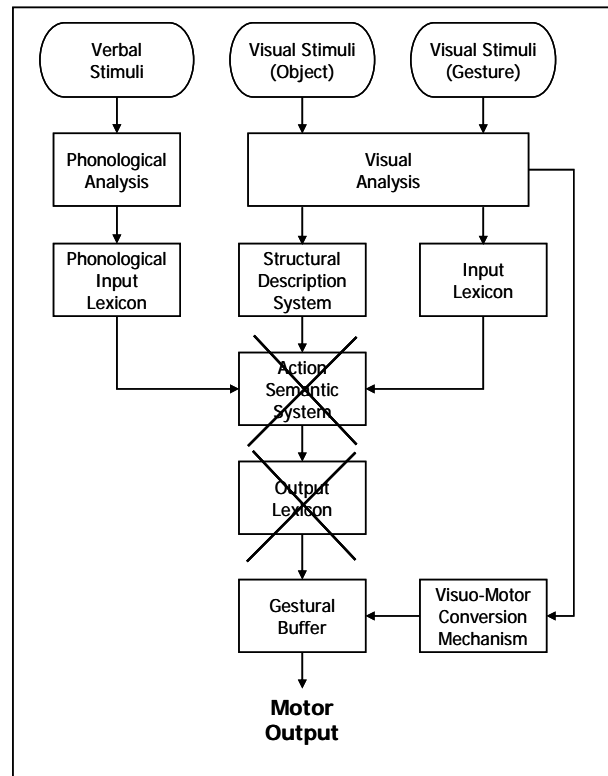 Verbal
Stimuli
Visual Stimuli
(Object)
Visual Stimuli
(Gesture)
Phonological
Analysis
Visual
Analysis
Phonological
Input
Lexicon
Structural
Description
System
Input
Lexicon
Action
Semantic
System
Output
Lexicon
Gestural
Buffer
Visuo-Motor
Conversion
Mechanism
Motor
Output